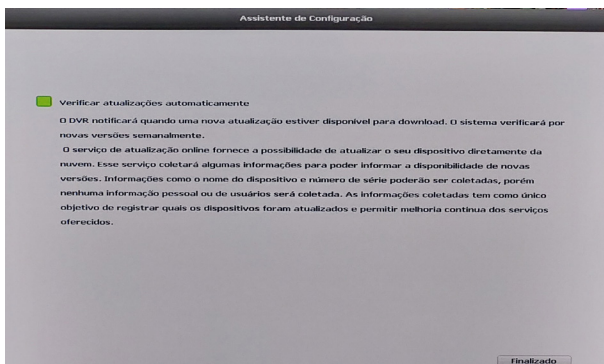 Assistente de Configuração
Verificar atualizações automaticamente
O DVR notificará quando uma nova atualização estiver disponível para download. O sistema verificará por
novas versões semanalmente.
O serviço de atualização online fornece a possibilidade de atualizar o seu dispositivo diretamente da
nuvem. Esse serviço coletará algumas informações para poder informar a disponibilidade de novas
versões. Informações como o nome do dispositivo e número de série poderão ser coletadas, porém
nenhuma informação pessoal ou de usuários será coletada. As informações coletadas tem como único
objetivo de registrar quais os dispositivos foram atualizados e permitir melhoria contínua dos serviços
oferecidos.
Finalizado